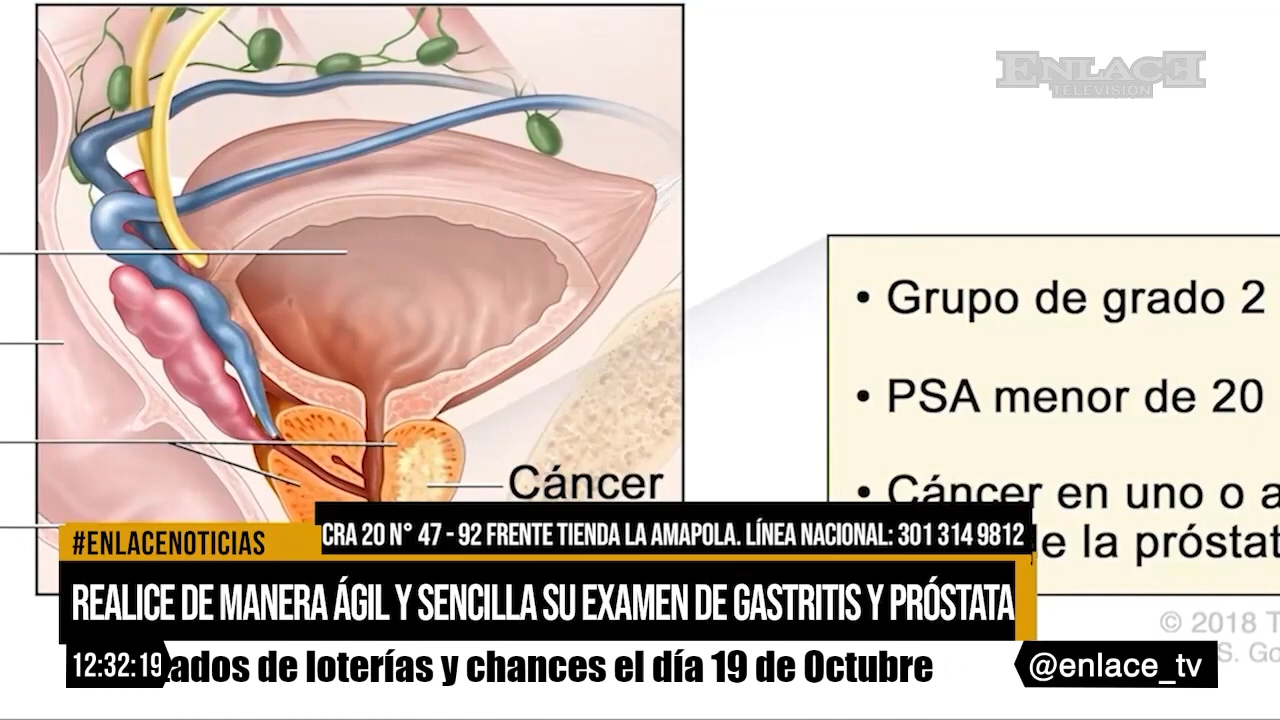 ENLACE
TELEVISIÓN
• Grupo de grado 2
• PSA menor de 20
• Cáncer en uno o a
e la próstat
Cáncer
CRA 20 N° 47 - 92 FRENTE TIENDA LA AMAPOLA. LÍNEA NACIONAL: 301 314 9812
#ENLACENOTICIAS
REALICE DE MANERA ÁGIL Y SENCILLA SU EXAMEN DE GASTRITIS Y PRÓSTATA
© 2018 T
S. Go
12:32:19
ados de loterías y chances el día 19 de Octubre
@enlace_tv